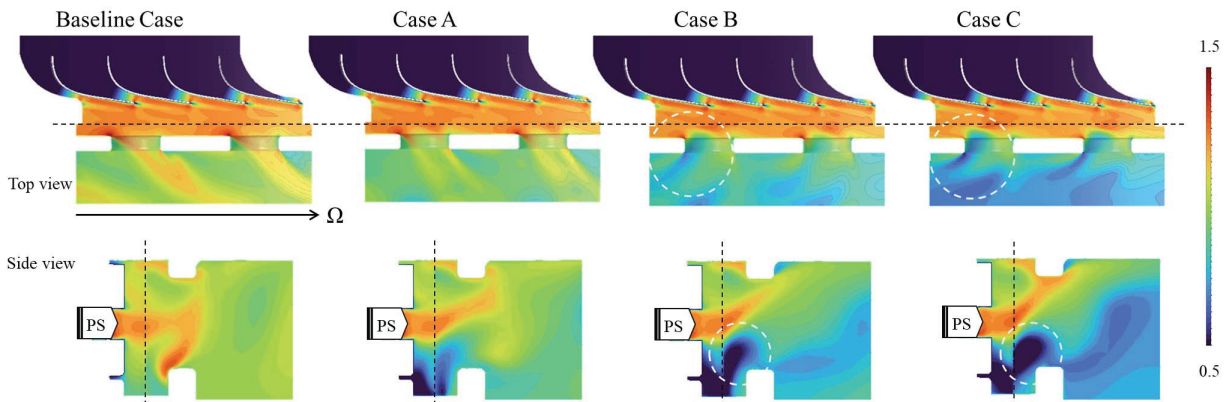 Baseline Case
Case A
Case B
Case C
1.5
Top view
Ω
Side view
PS
PS
PS
PS
0.5